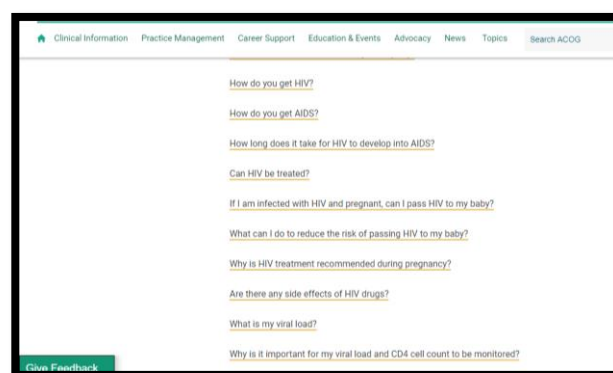 Clinical Information Practice Management Career Support Education & Events Advocacy News Topics Search ACOG
How do you get HIV?
How do you get AIDS?
How long does it take for HIV to develop into AIDS?
Can HIV be treated?
If I am infected with HIV and pregnant, can I pass HIV to my baby?
What can I do to reduce the risk of passing HIV to my baby?
Why is HIV treatment recommended during pregnancy?
Are there any side effects of HIV drugs?
What is my viral load?
Why is it important for my viral load and CD4 cell count to be monitored?
Give Feedback